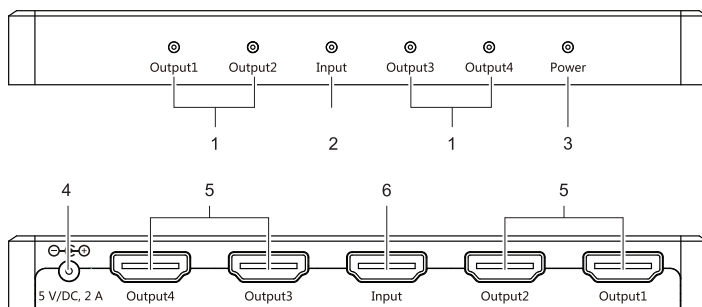 Output1 Output2 Input Output3 Output4 Power
1 2 1 3
4 5 6 5
5 V/DC, 2 A Output4 Output3 Input Output2 Output1